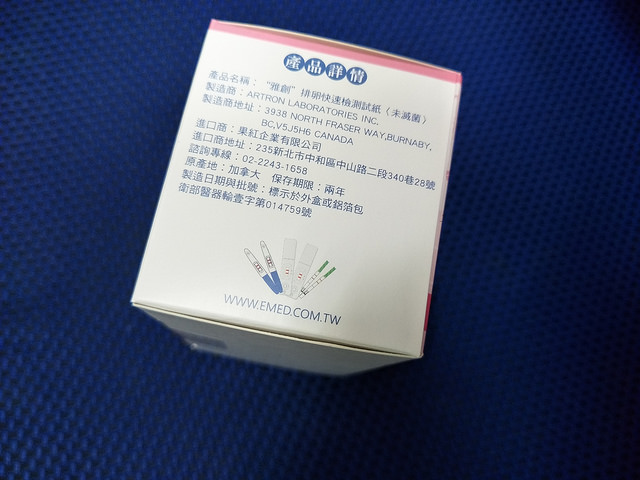 產品詳情
產品名稱：“雅創”排卵快速檢測試紙（未滅菌）
製造商：ARTRON LABORATORIES INC.
製造商地址：3938 NORTH FRASER WAY,BURNABY,
BC,V5J5H6 CANADA
進口商：果紅企業有限公司
進口商地址：235新北市中和區中山路二段340巷28號
諮詢專線：02-2243-1658
原產地：加拿大 保存期限：兩年
製造日期與批號：標示於外盒或鋁箔包
衛部醫器輸壹字第014759號
WWW.EMED.COM.TW